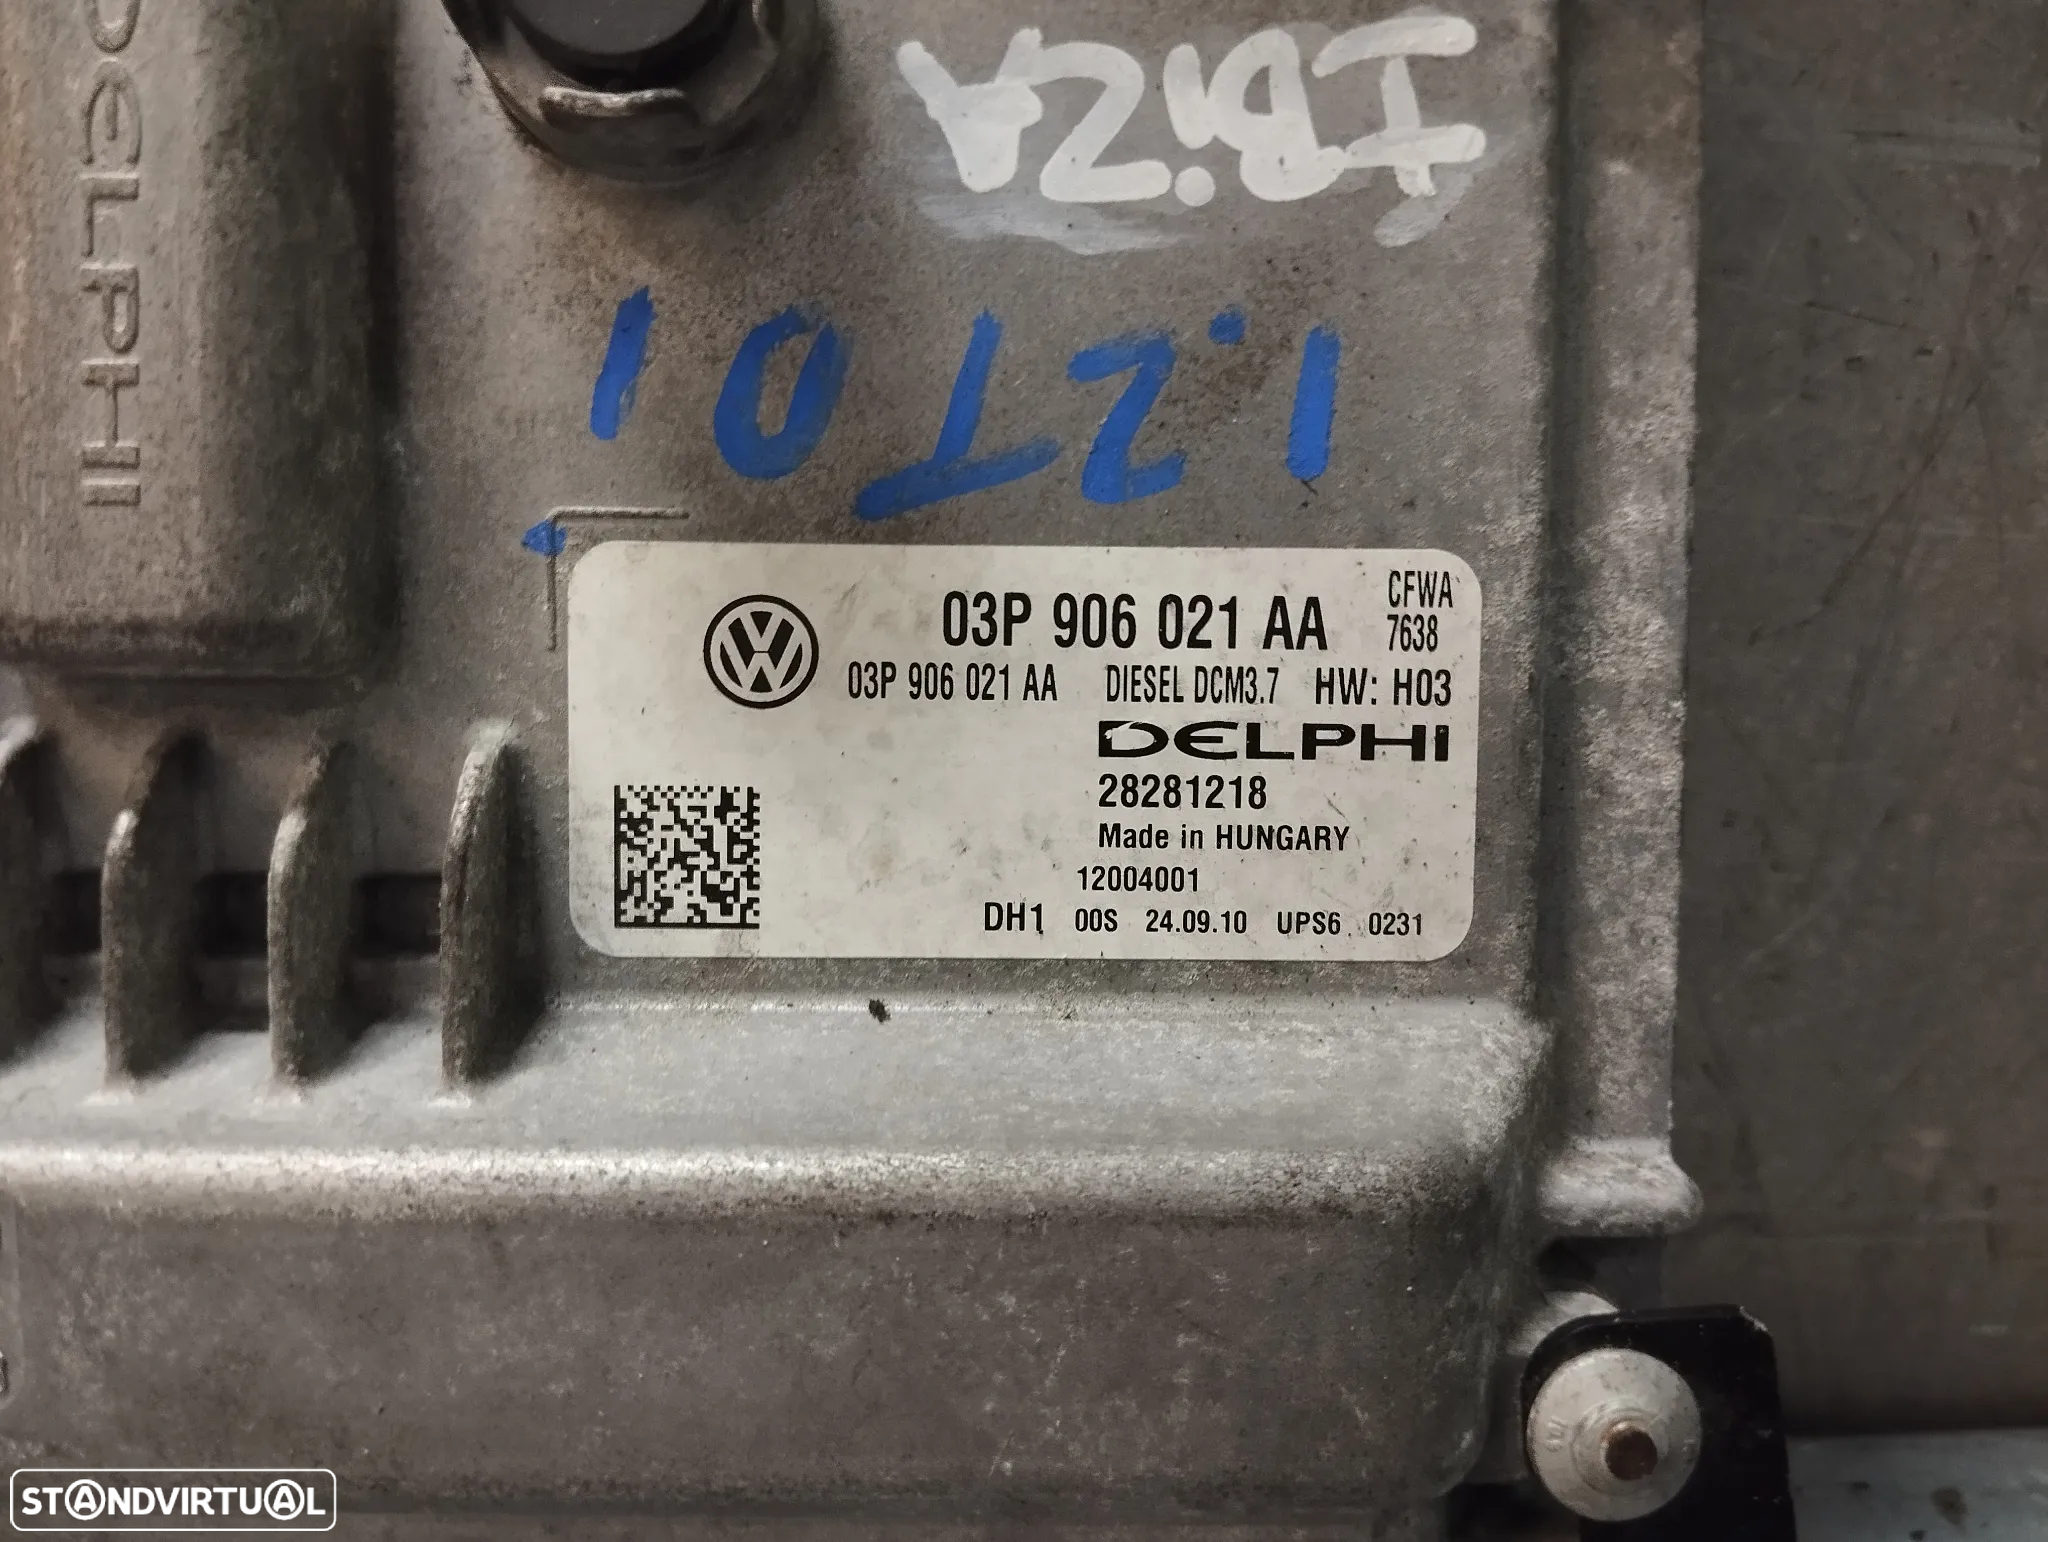 DELPHI
IBiZA
1.2TDI
03P 906 021 AA
CFWA
7638
03P 906 021 AA DIESEL DCM3.7 HW: H03
DELPHI
28281218
Made in HUNGARY
12004001
DH1 00S 24.09.10 UPS6 0231
STANDVIRTUAL